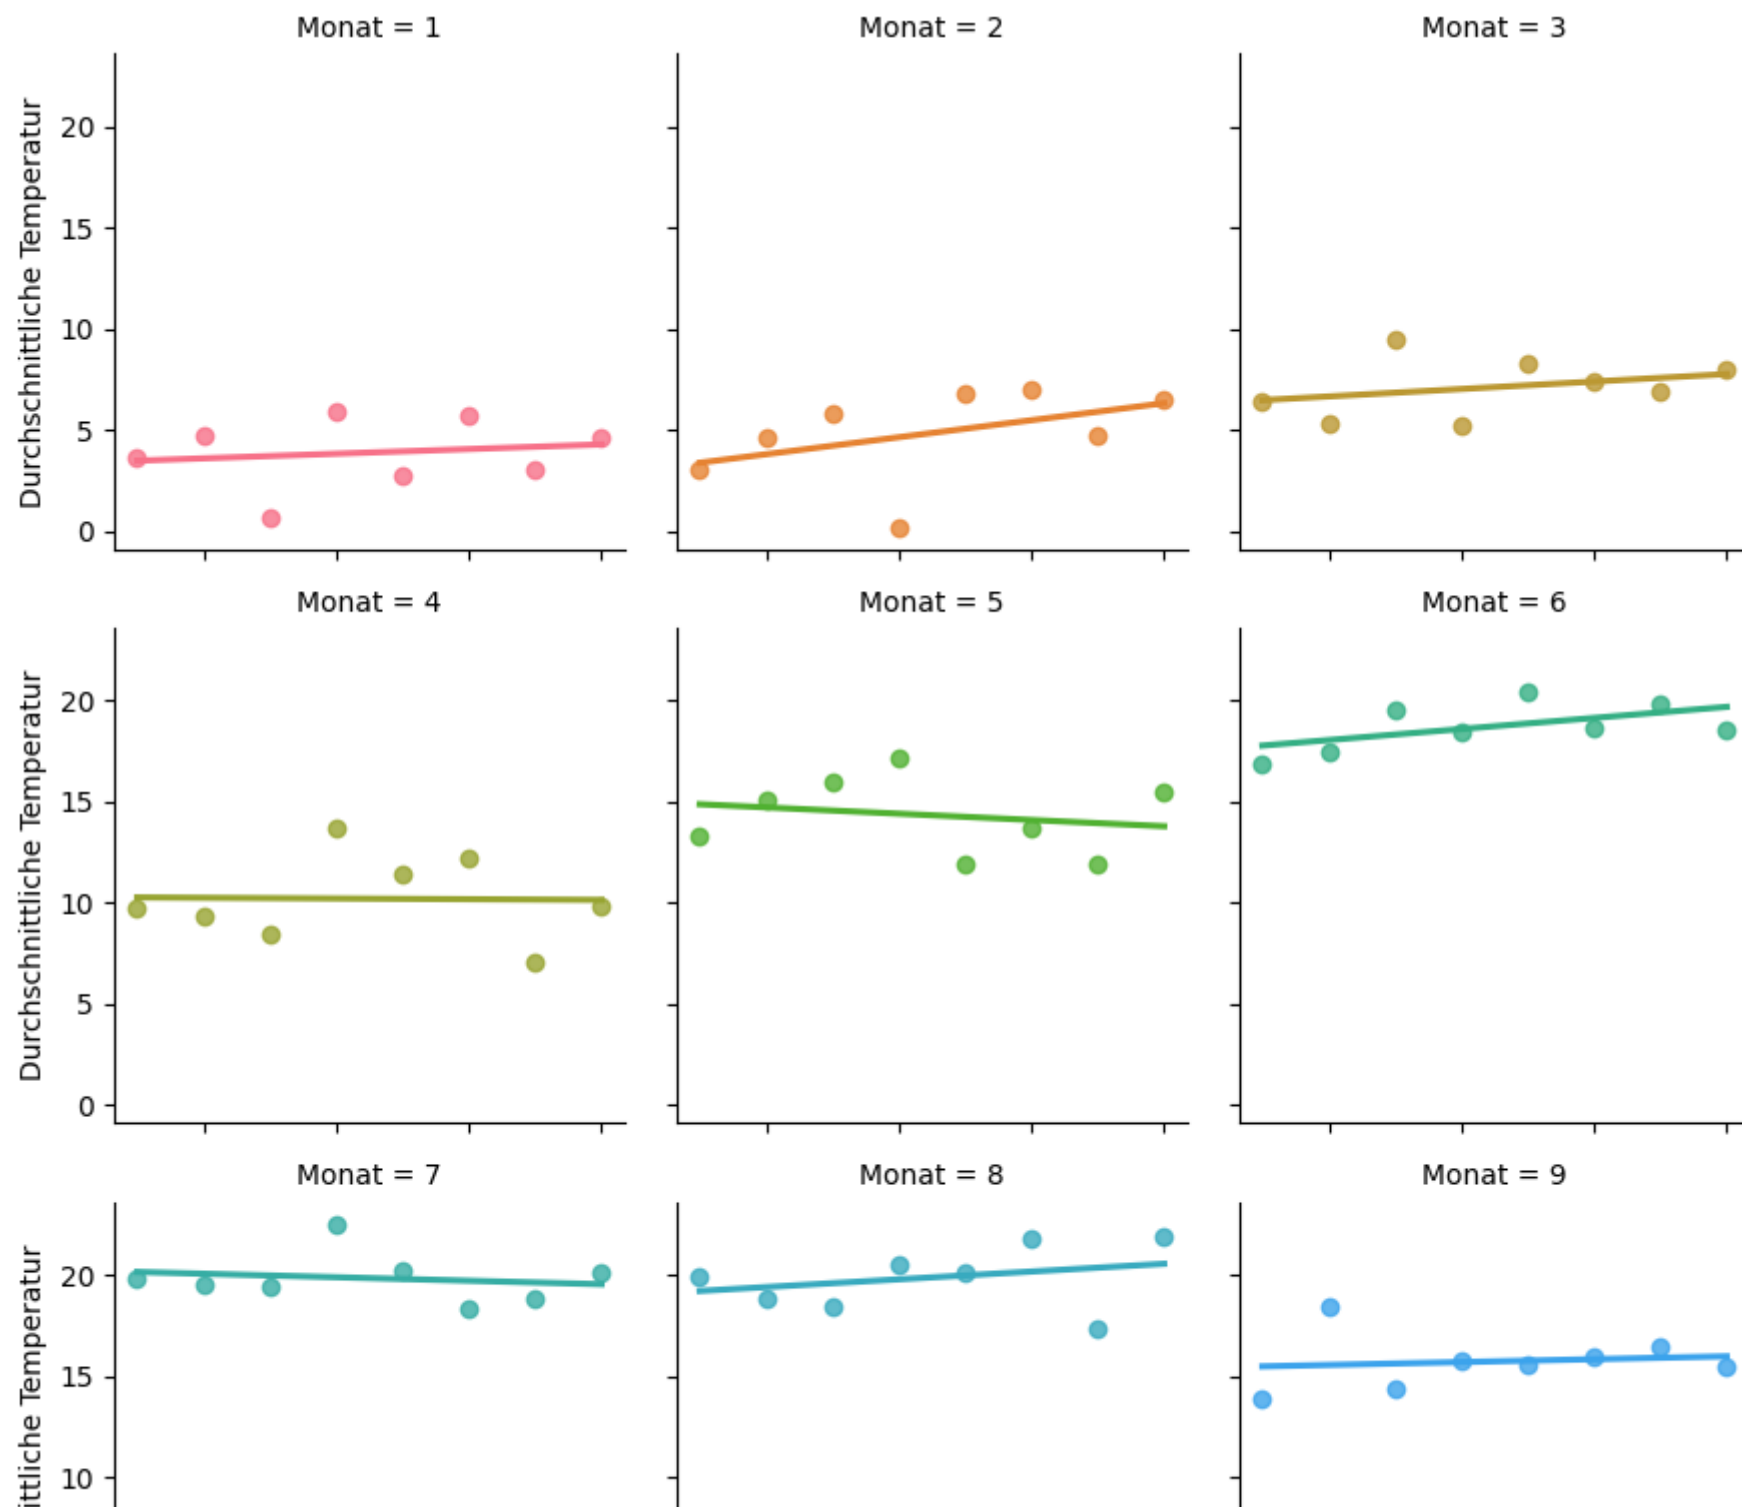 Monat = 1
Monat = 2
Monat = 3
Durchschnittliche Temperatur
20
15
10
5
0
Monat = 4
Monat = 5
Monat = 6
Durchschnittliche Temperatur
20
15
10
5
0
Monat = 7
Monat = 8
Monat = 9
ittliche Temperatur
20
15
10